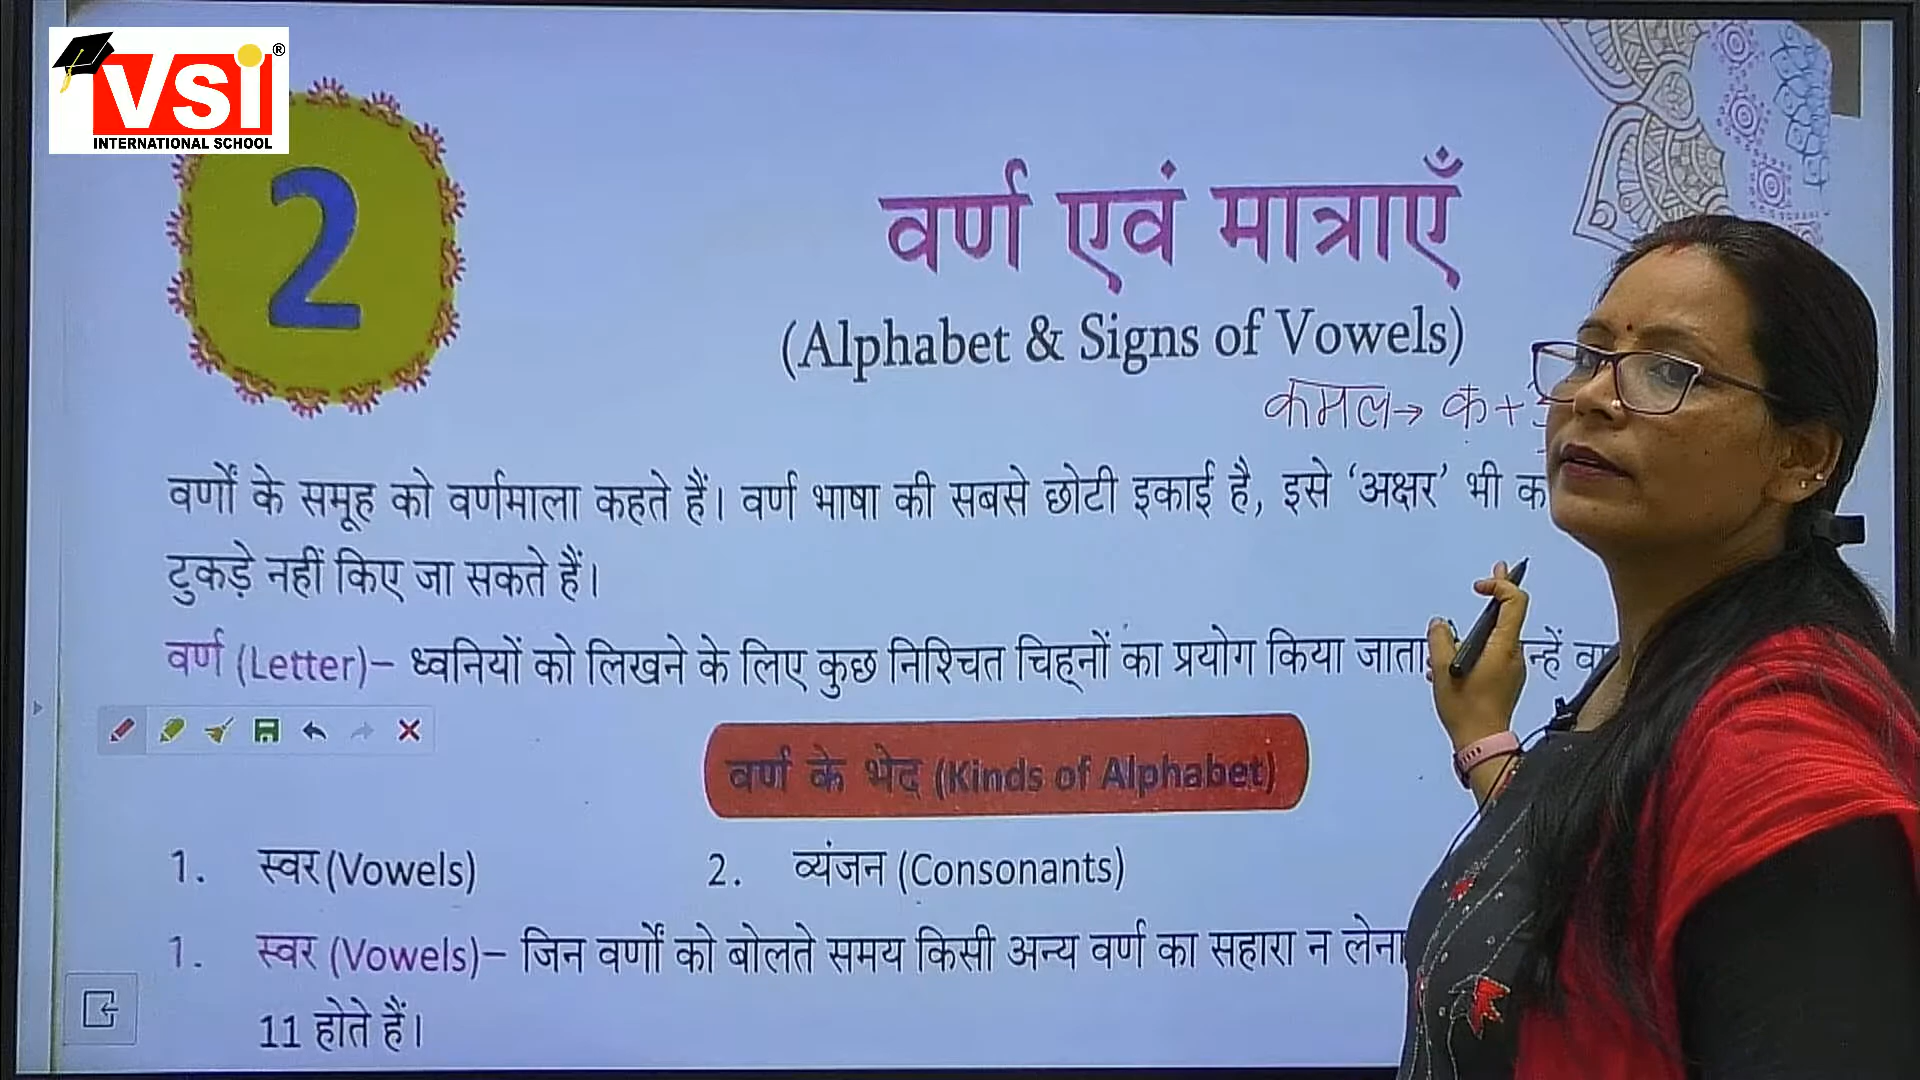 VSI ®
INTERNATIONAL SCHOOL
2
वर्ण एवं मात्राएँ
(Alphabet & Signs of Vowels)
कमल→ क् +
वर्णों के समूह को वर्णमाला कहते हैं। वर्ण भाषा की सबसे छोटी इकाई है, इसे ‘अक्षर’ भी
टुकड़े नहीं किए जा सकते हैं।
वर्ण (Letter)– ध्वनियों को लिखने के लिए कुछ निश्चित चिह्नों का प्रयोग किया जाता
वर्ण के भेद (Kinds of Alphabet)
1. स्वर (Vowels) 2. व्यंजन (Consonants)
1. स्वर (Vowels)– जिन वर्णों को बोलते समय किसी अन्य वर्ण का सहारा न लेना
11 होते हैं।